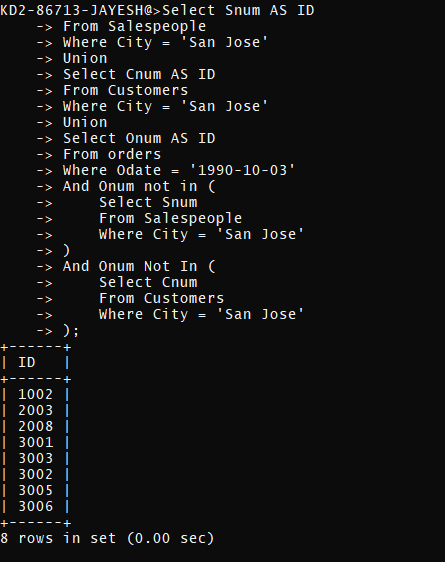 KD2-86713-JAYESH@>Select Snum AS ID
    -> From Salespeople
    -> Where City = 'San Jose'
    -> Union
    -> Select Cnum AS ID
    -> From Customers
    -> Where City = 'San Jose'
    -> Union
    -> Select Onum AS ID
    -> From orders
    -> Where Odate = '1990-10-03'
    -> And Onum not in (
    ->     Select Snum
    ->     From Salespeople
    ->     Where City = 'San Jose'
    -> )
    -> And Onum Not In (
    ->     Select Cnum
    ->     From Customers
    ->     Where City = 'San Jose'
    -> );
+------+
| ID   |
+------+
| 1002 |
| 2003 |
| 2008 |
| 3001 |
| 3003 |
| 3002 |
| 3005 |
| 3006 |
+------+
8 rows in set (0.00 sec)